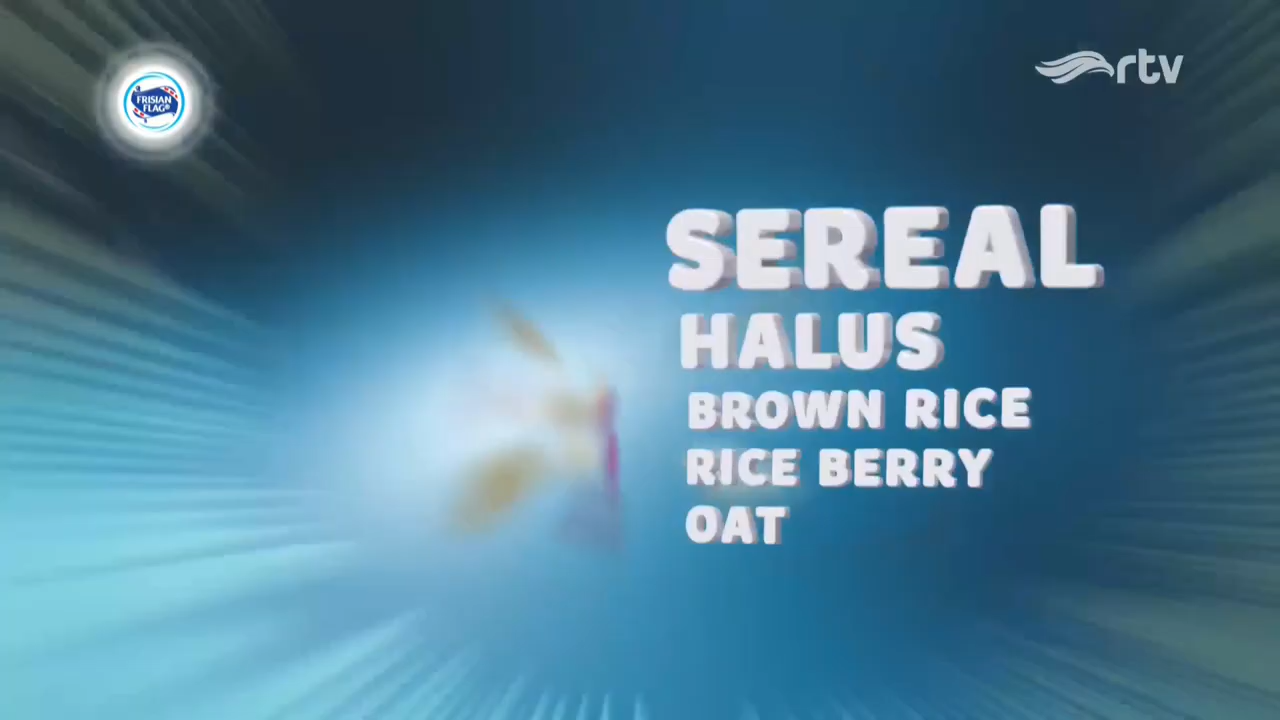 FRISIAN
FLAG®
rtv
SEREAL
HALUS
BROWN RICE
RICE BERRY
OAT